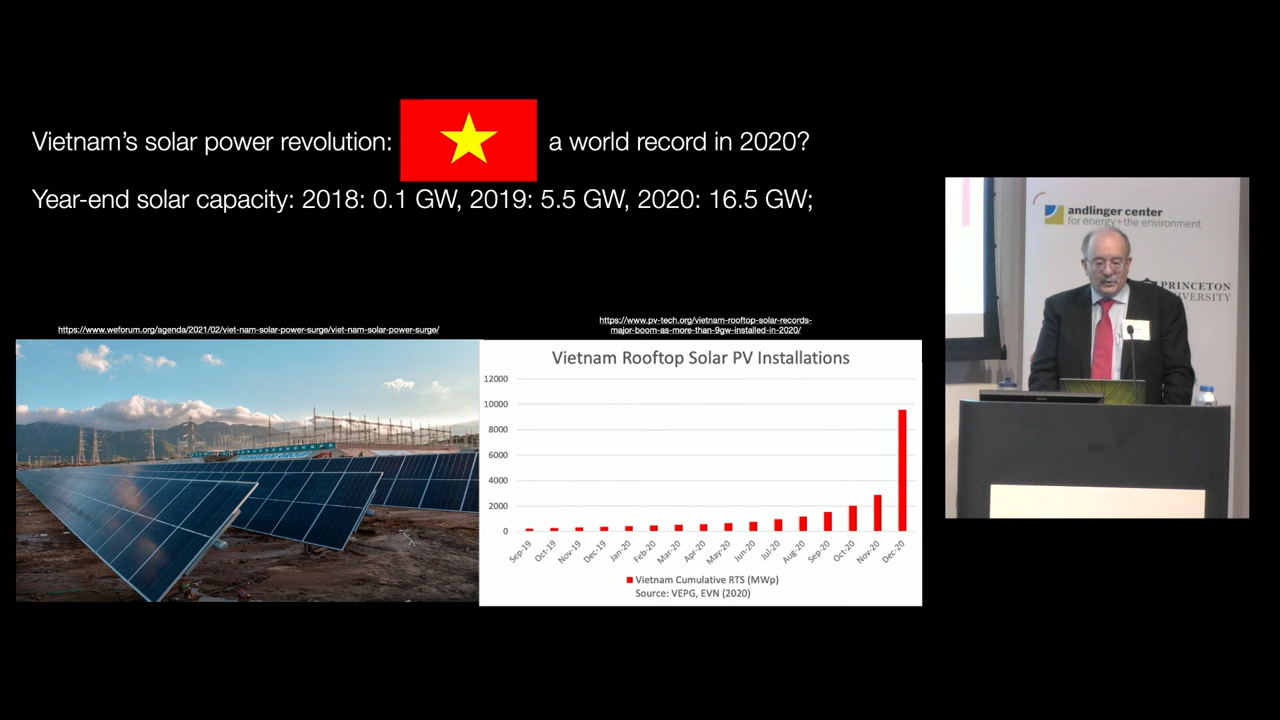 Vietnam's solar power revolution: a world record in 2020?
Year-end solar capacity: 2018: 0.1 GW, 2019: 5.5 GW, 2020: 16.5 GW;
https://www.weforum.org/agenda/2021/02/viet-nam-solar-power-surge/viet-nam-solar-power-surge/
https://www.pv-tech.org/vietnam-rooftop-solar-records-
major-boom-as-more-than-9gw-installed-in-2020/
Vietnam Rooftop Solar PV Installations
12000
10000
8000
6000
4000
2000
0
Sep-19 Oct-19 Nov-19 Dec-19 Jan-20 Feb-20 Mar-20 Apr-20 May-20 Jun-20 Jul-20 Aug-20 Sep-20 Oct-20 Nov-20 Dec-20
Vietnam Cumulative RTS (MWp)
Source: VEPG, EVN (2020)
andlinger center
for energy+the environment
PRINCETON